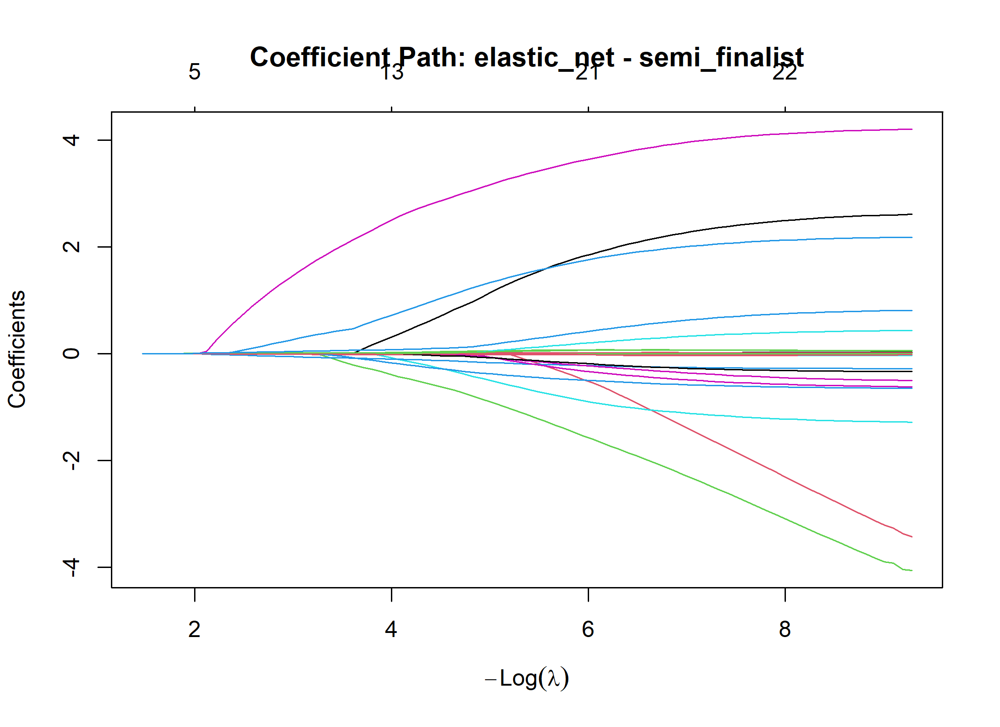 Coefficient Path: elastic_net - semi_finalist
5 13 21 22
4
2
0
-2
-4
Coefficients
2 4 6 8
−Log(λ)